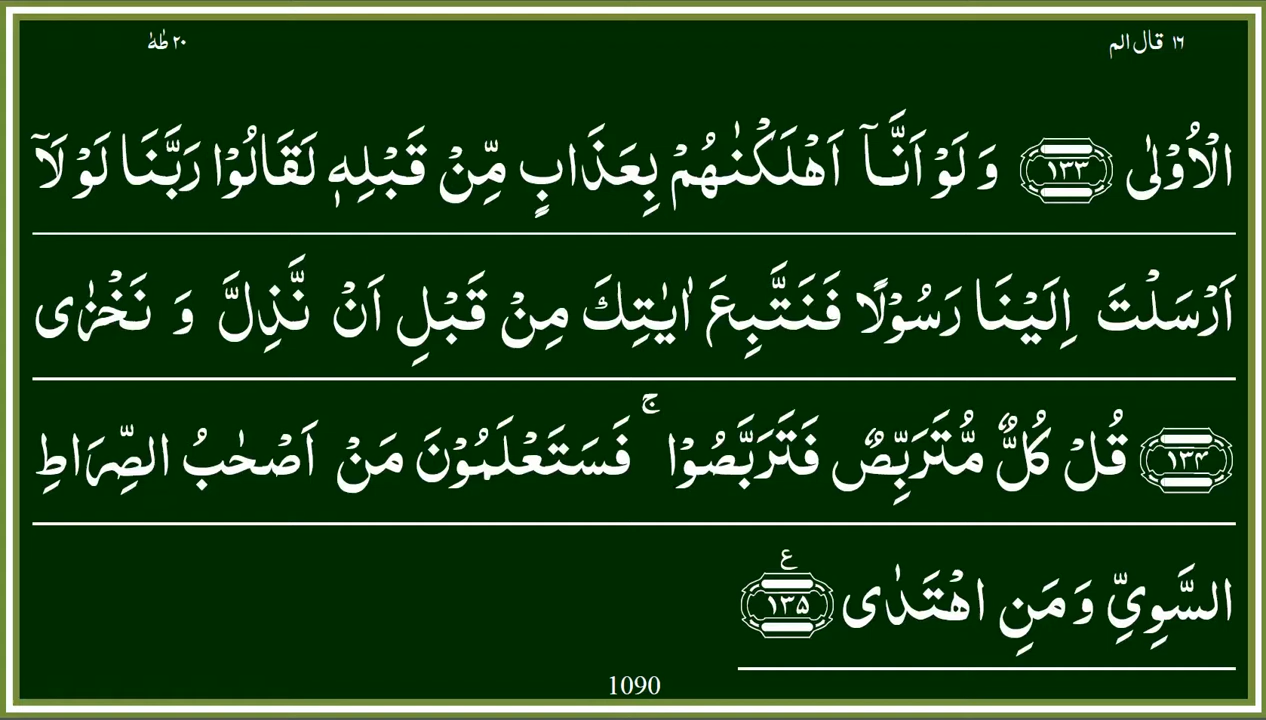 ١٦ قال الم
٢٠ طٰهٰ
الْاُوْلٰى ١٣٣ وَ لَوْ اَنَّاۤ اَهْلَكْنٰهُمْ بِعَذَابٍ مِّنْ قَبْلِهٖ لَقَالُوْا رَبَّنَا لَوْ لَاۤ
اَرْسَلْتَ اِلَيْنَا رَسُوْلًا فَنَتَّبِعَ اٰيٰتِكَ مِنْ قَبْلِ اَنْ نَّذِلَّ وَ نَخْزٰى
١٣٤ قُلْ كُلٌّ مُّتَرَبِّصٌ فَتَرَبَّصُوْا ۚ فَسَتَعْلَمُوْنَ مَنْ اَصْحٰبُ الصِّرَاطِ
السَّوِيِّ وَ مَنِ اهْتَدٰى ١٣٥ ع
1090